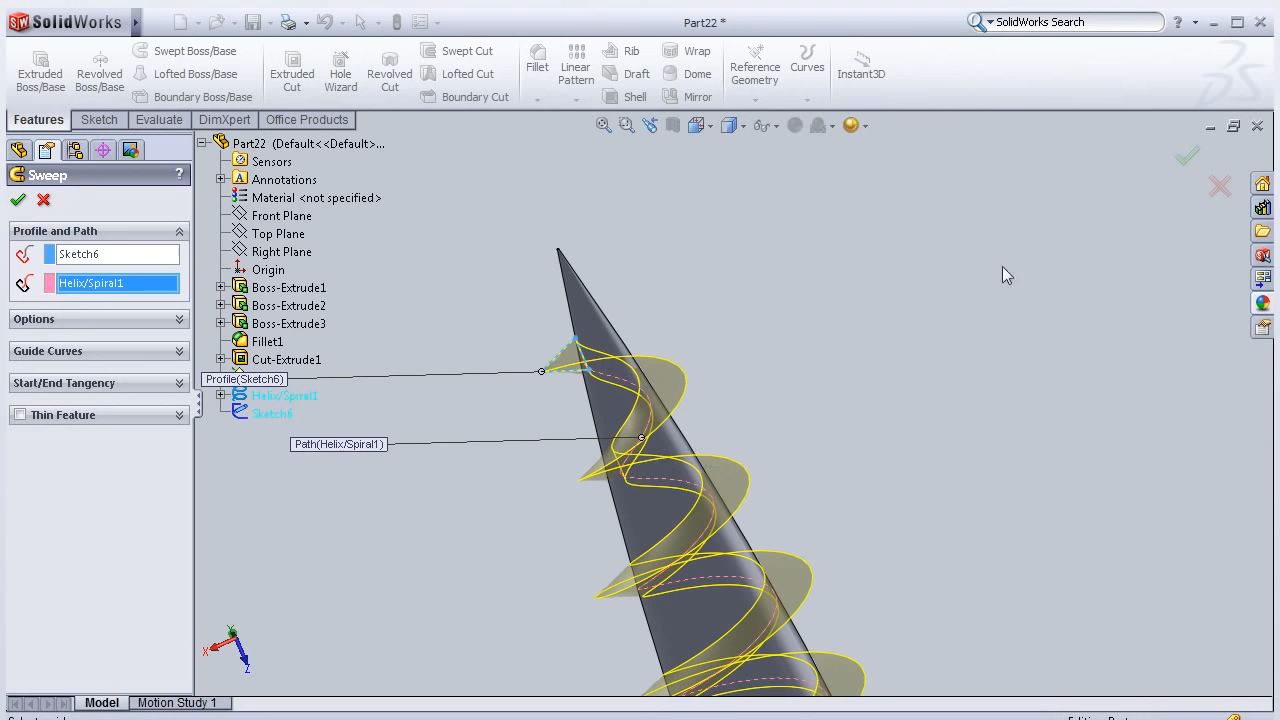 SolidWorks
Part22 *
SolidWorks Search
?
Extruded Boss/Base
Revolved Boss/Base
Swept Boss/Base
Lofted Boss/Base
Boundary Boss/Base
Extruded Cut
Hole Wizard
Revolved Cut
Swept Cut
Lofted Cut
Boundary Cut
Fillet
Linear Pattern
Rib
Draft
Shell
Wrap
Dome
Mirror
Reference Geometry
Curves
Instant3D
Features
Sketch
Evaluate
DimXpert
Office Products
Sweep
?
Profile and Path
Sketch6
Helix/Spiral1
Options
Guide Curves
Start/End Tangency
Thin Feature
Part22 (Default<<Default>...
Sensors
Annotations
Material <not specified>
Front Plane
Top Plane
Right Plane
Origin
Boss-Extrude1
Boss-Extrude2
Boss-Extrude3
Fillet1
Cut-Extrude1
Profile(Sketch6)
Helix/Spiral1
Sketch6
Path(Helix/Spiral1)
Y
X
Z
Model
Motion Study 1